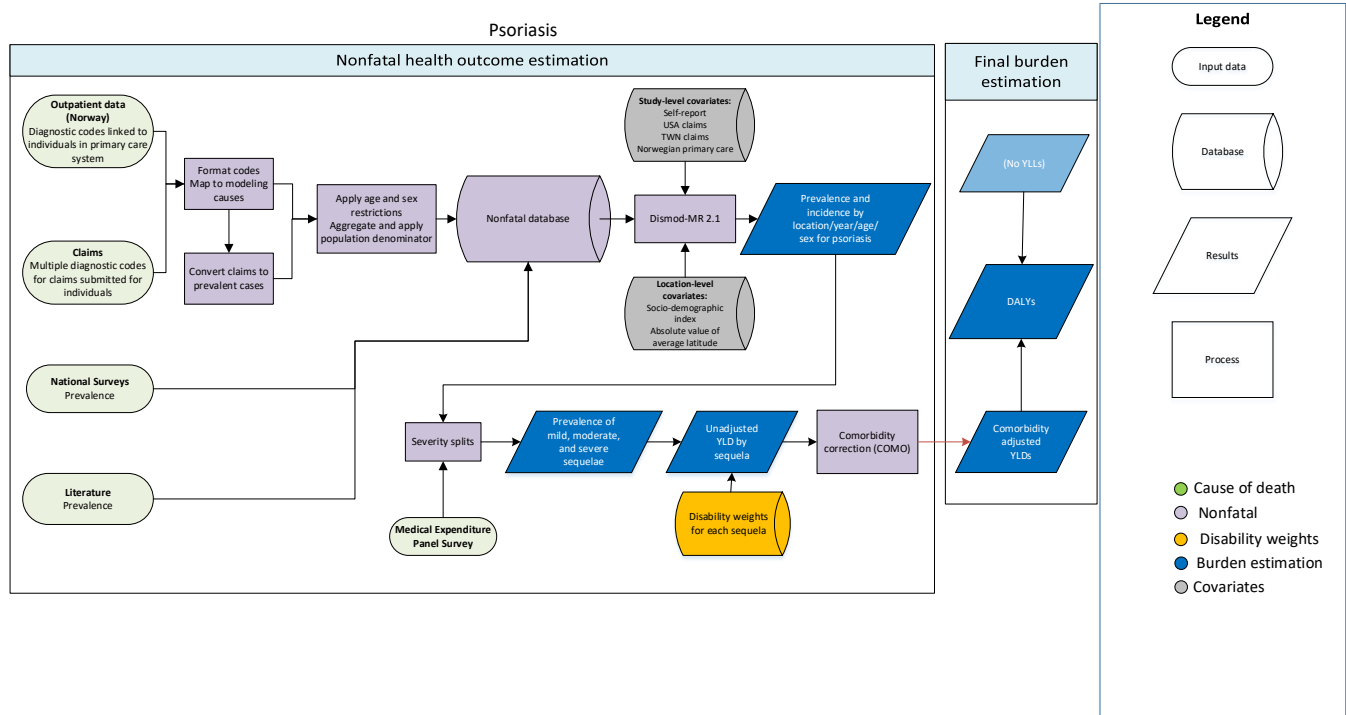 Psoriasis
Nonfatal health outcome estimation
Outpatient data
(Norway)
Diagnostic codes linked to
individuals in primary care
system
Claims
Multiple diagnostic codes
for claims submitted for
individuals
National Surveys
Prevalence
Literature
Prevalence
Format codes
Map to modeling
causes
Convert claims to
prevalent cases
Apply age and sex
restrictions
Aggregate and apply
population denominator
Nonfatal database
Study-level covariates:
Self-report
USA claims
TWN claims
Norwegian primary care
Dismod-MR 2.1
Location-level
covariates:
Socio-demographic
index
Absolute value of
average latitude
Prevalence and
incidence by
location/year/age/
sex for psoriasis
Severity splits
Medical Expenditure
Panel Survey
Prevalence of
mild, moderate,
and severe
sequelae
Unadjusted
YLD by
sequela
Disability weights
for each sequela
Comorbidity
correction (COMO)
Final burden
estimation
(No YLLs)
DALYs
Comorbidity
adjusted
YLDs
Legend
Input data
Database
Results
Process
Cause of death
Nonfatal
Disability weights
Burden estimation
Covariates